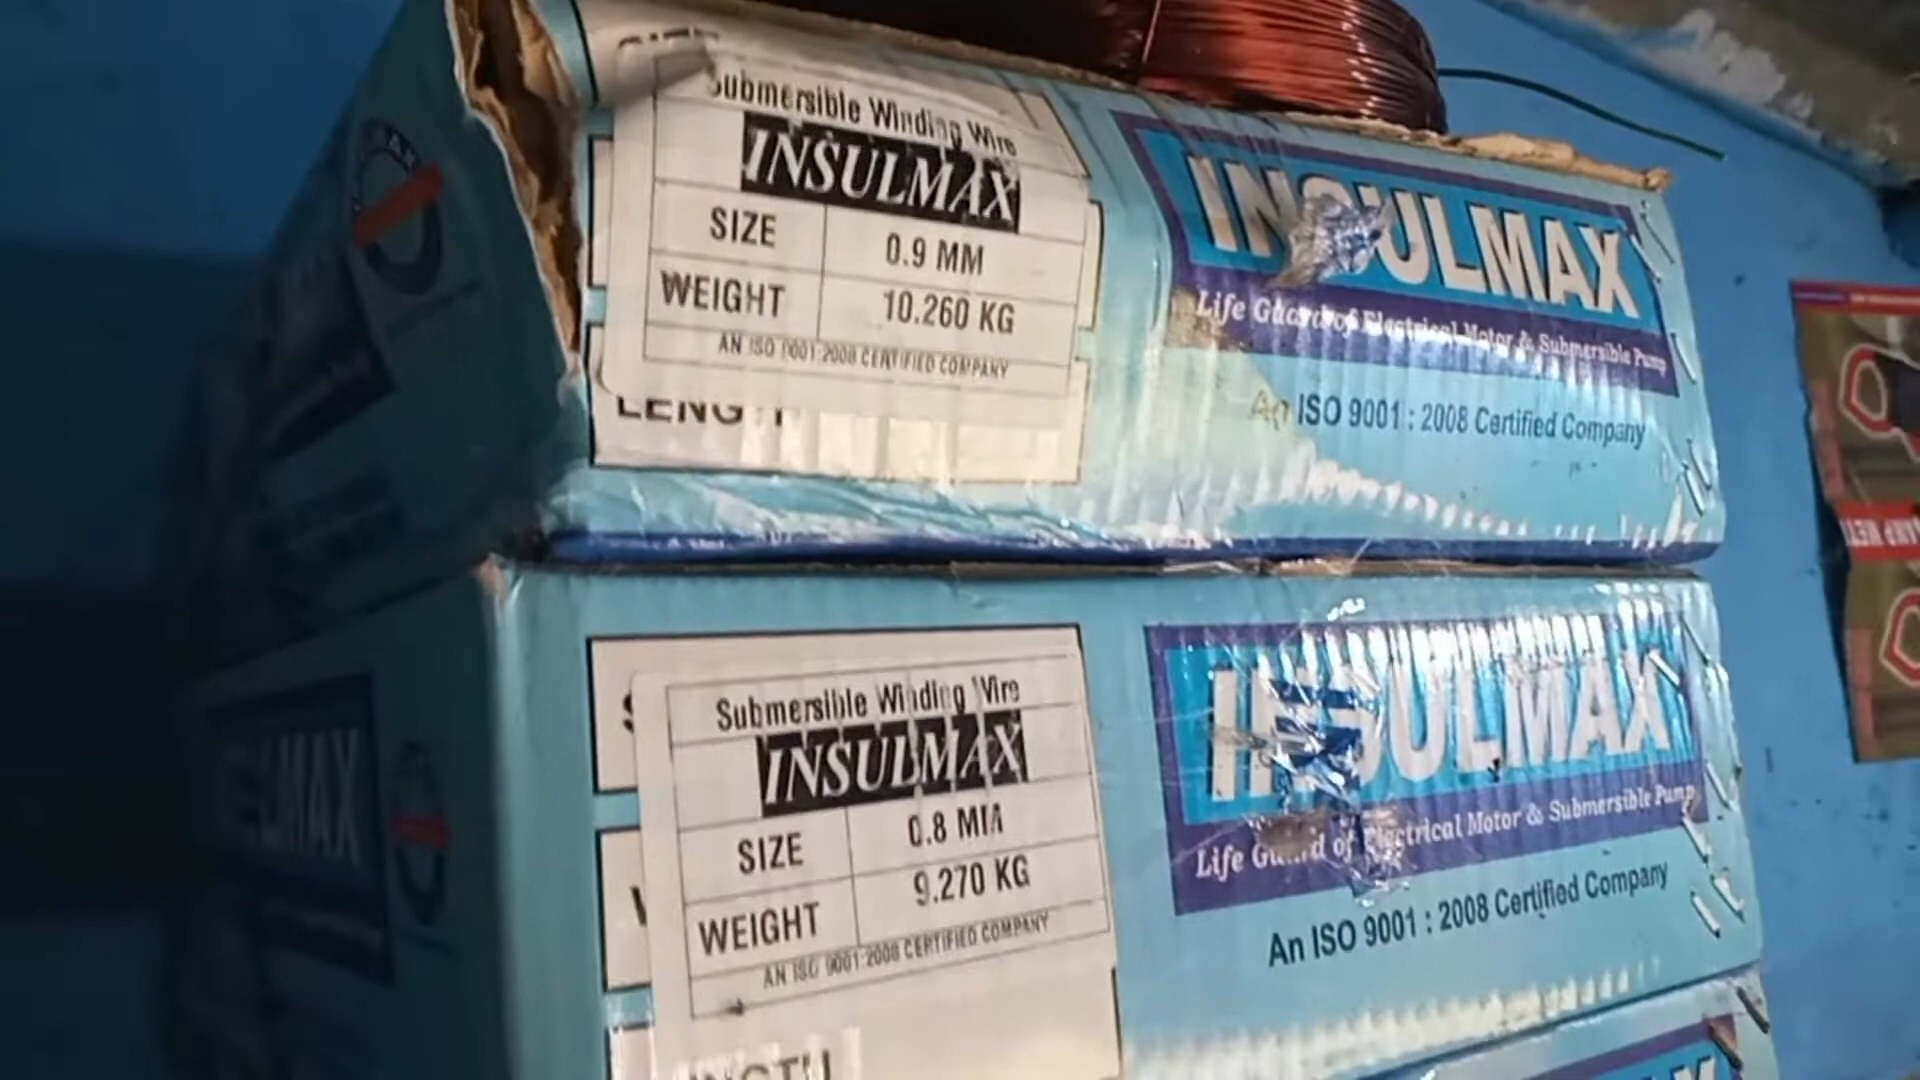 Submersible Winding Wire
INSULMAX
SIZE 0.9 MM
WEIGHT 10.260 KG
AN ISO 9001:2008 CERTIFIED COMPANY
LENGT
INSULMAX
Life Guard of Electrical Motor & Submersible Pump
An ISO 9001 : 2008 Certified Company
Submersible Winding Wire
INSULMAX
SIZE 0.8 MM
WEIGHT 9.270 KG
AN ISO 9001:2008 CERTIFIED COMPANY
INSULMAX
Life Guard of Electrical Motor & Submersible Pump
An ISO 9001 : 2008 Certified Company